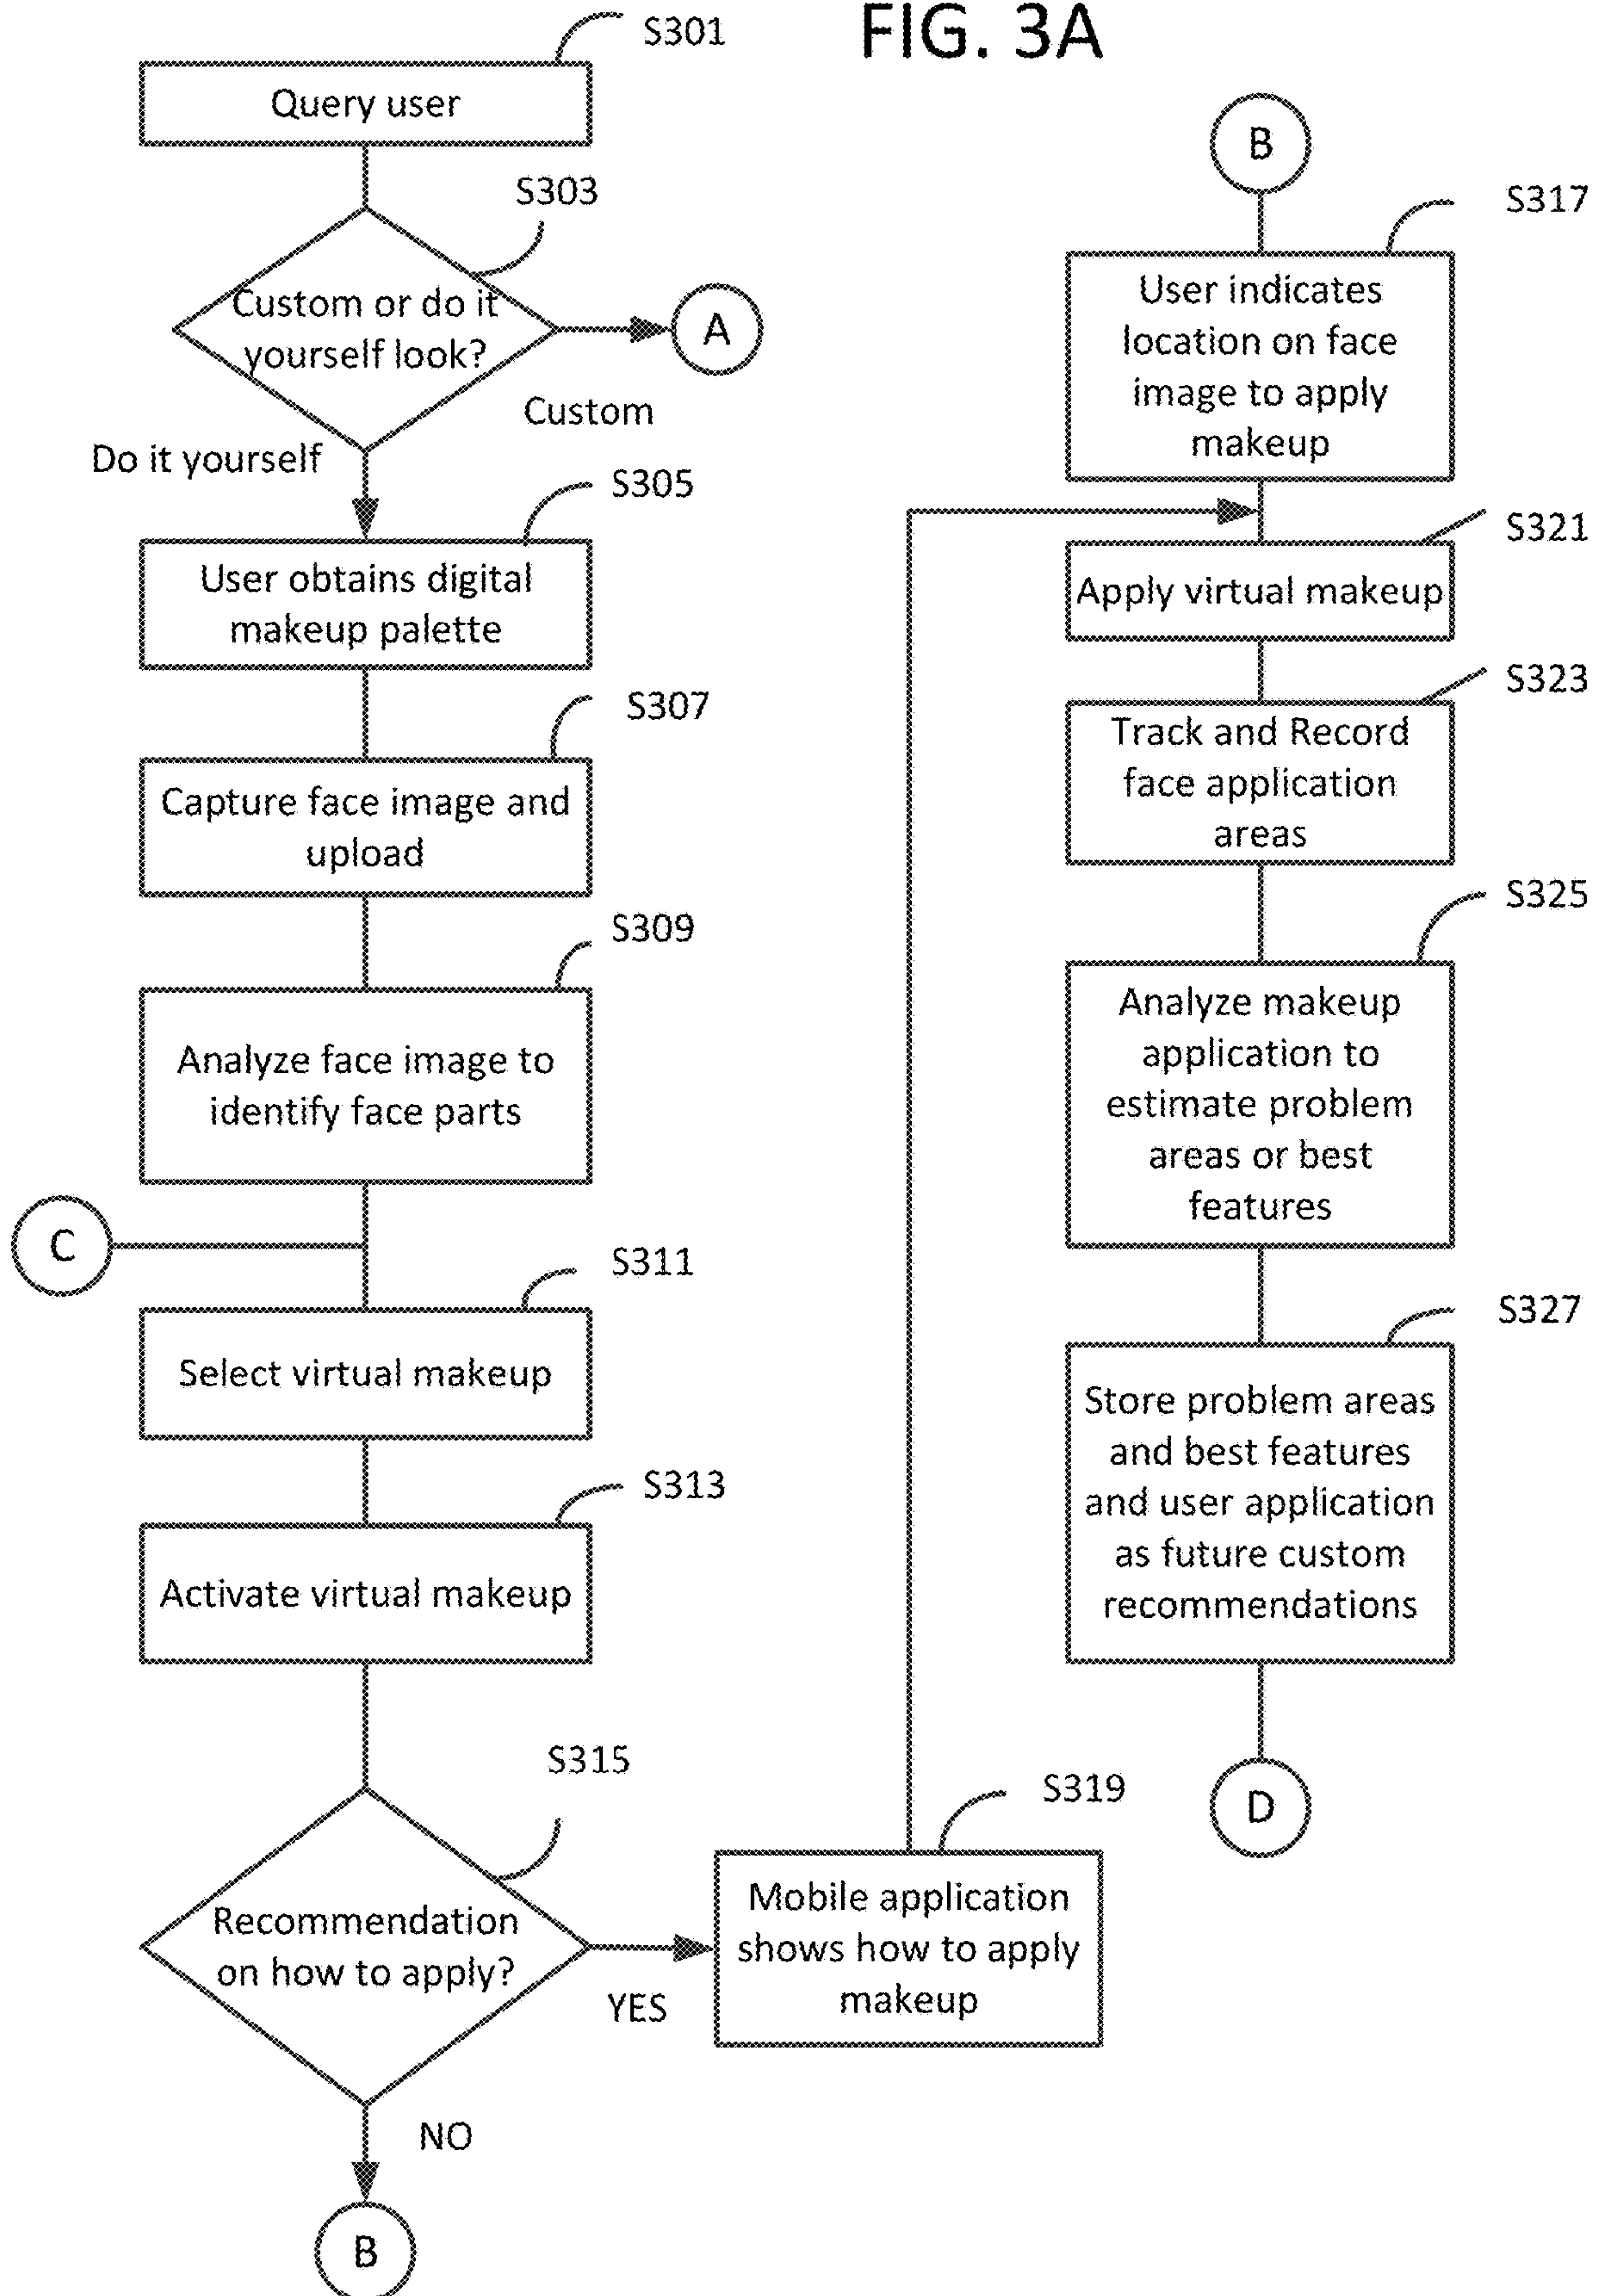 FIG. 3A
S301
Query user
S303
Custom or do it
yourself look?
A
Custom
Do it yourself
S305
User obtains digital
makeup palette
S307
Capture face image and
upload
S309
Analyze face image to
identify face parts
C
S311
Select virtual makeup
S313
Activate virtual makeup
S315
Recommendation
on how to apply?
YES
NO
B
S319
Mobile application
shows how to apply
makeup
B
S317
User indicates
location on face
image to apply
makeup
S321
Apply virtual makeup
S323
Track and Record
face application
areas
S325
Analyze makeup
application to
estimate problem
areas or best
features
S327
Store problem areas
and best features
and user application
as future custom
recommendations
D